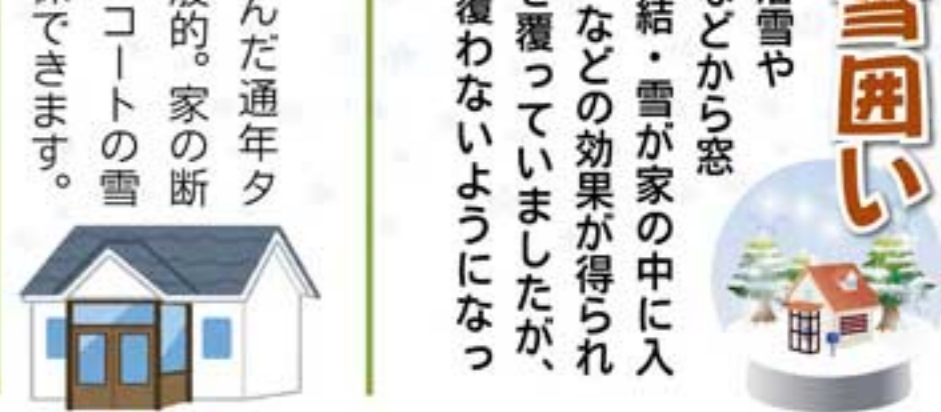 雪囲い
落雪や
などから窓
結・雪が家の中に入
などの効果が得られ
を覆っていましたが、
覆わないようになっ
んだ通年タ
般的。家の断
コートの雪
できます。